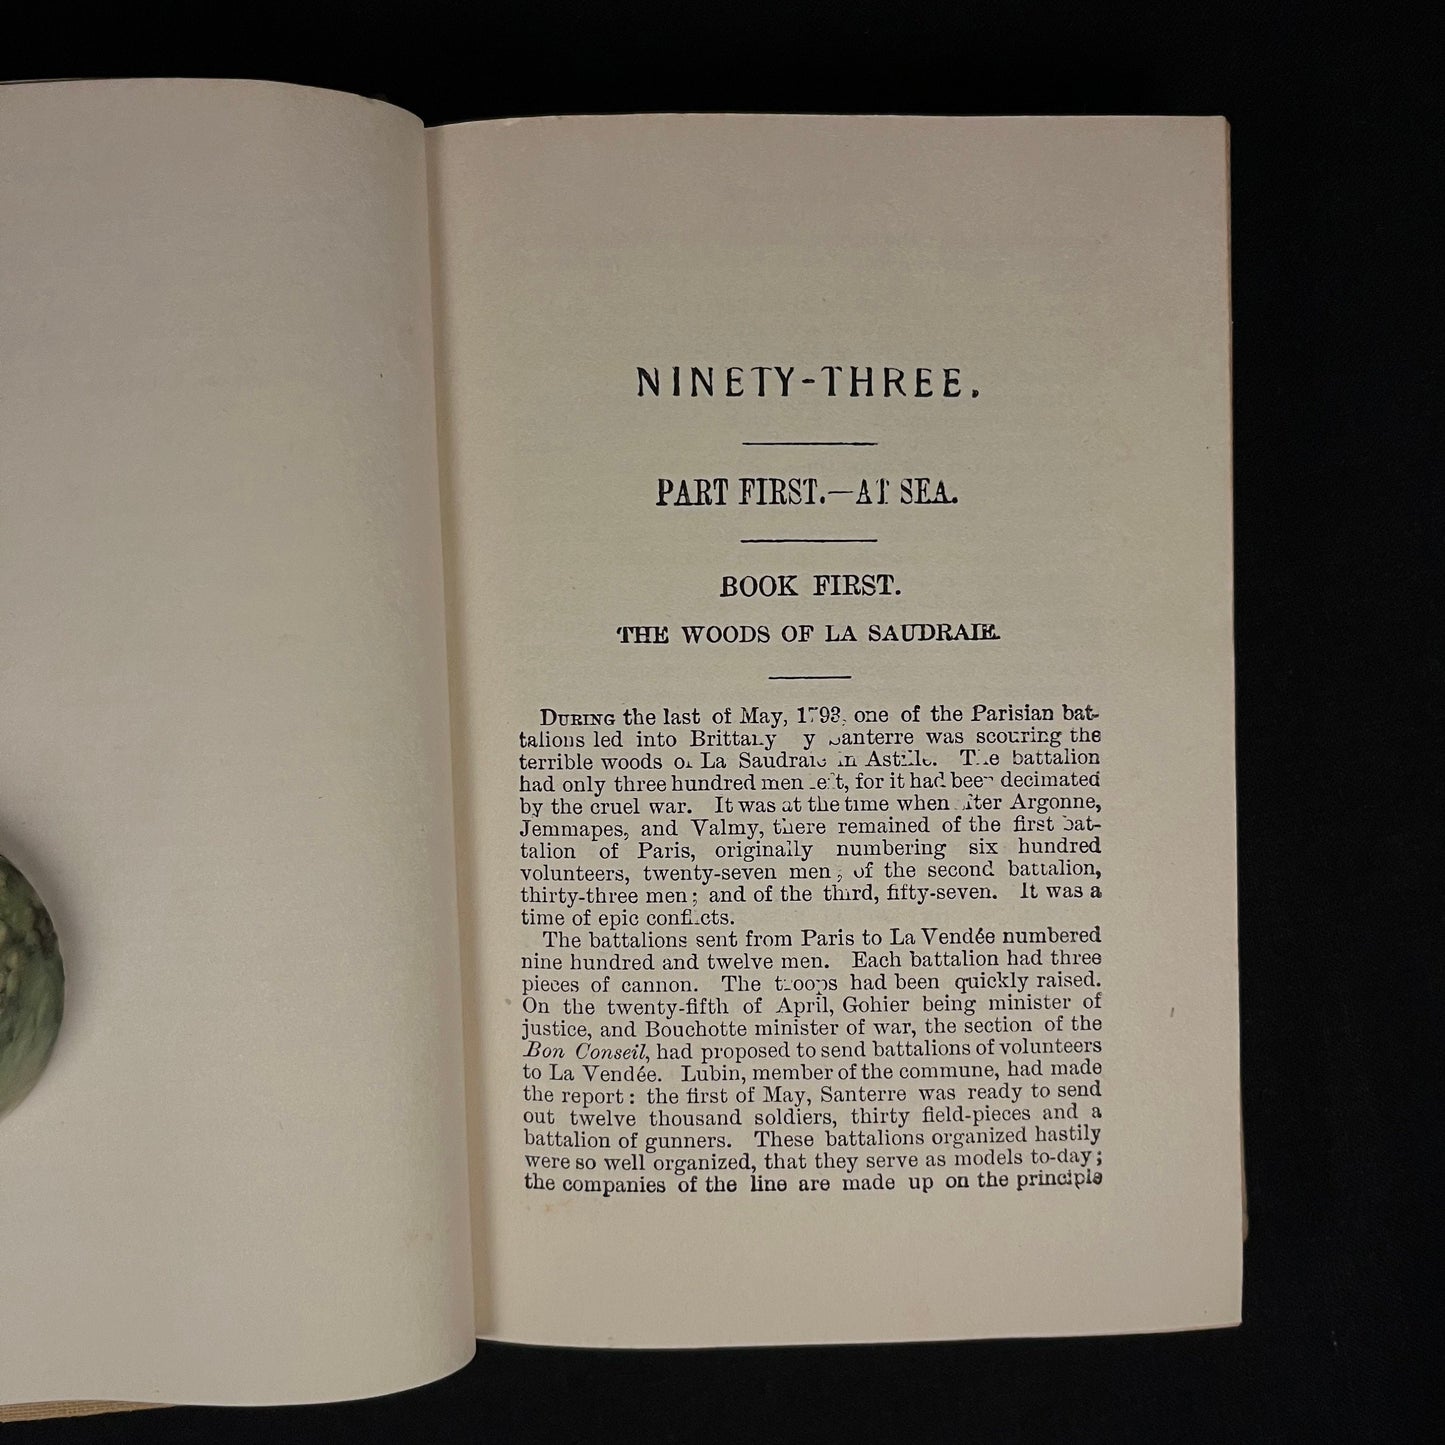 NINETY-THREE.
PART FIRST.—AT SEA.
BOOK FIRST.
THE WOODS OF LA SAUDRAIE.
DURING the last of May, 1793, one of the Parisian bat-
talions led into Brittany by Santerre was scouring the
terrible woods of La Saudraie in Astillé. The battalion
had only three hundred men left, for it had been decimated
by the cruel war. It was at the time when after Argonne,
Jemmapes, and Valmy, there remained of the first bat-
talion of Paris, originally numbering six hundred
volunteers, twenty-seven men; of the second battalion,
thirty-three men; and of the third, fifty-seven. It was a
time of epic conflicts.
The battalions sent from Paris to La Vendée numbered
nine hundred and twelve men. Each battalion had three
pieces of cannon. The troops had been quickly raised.
On the twenty-fifth of April, Gohier being minister of
justice, and Bouchotte minister of war, the section of the
Bon Conseil, had proposed to send battalions of volunteers
to La Vendée. Lubin, member of the commune, had made
the report: the first of May, Santerre was ready to send
out twelve thousand soldiers, thirty field-pieces and a
battalion of gunners. These battalions organized hastily
were so well organized, that they serve as models to-day;
the companies of the line are made up on the principle